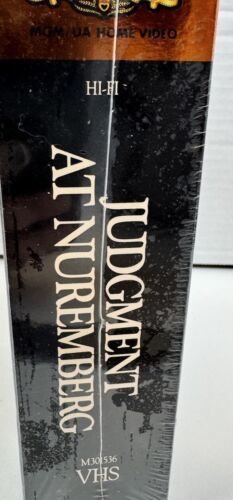 MGM/UA HOME VIDEO
HI-FI
JUDGMENT
AT NUREMBERG
M301536
VHS